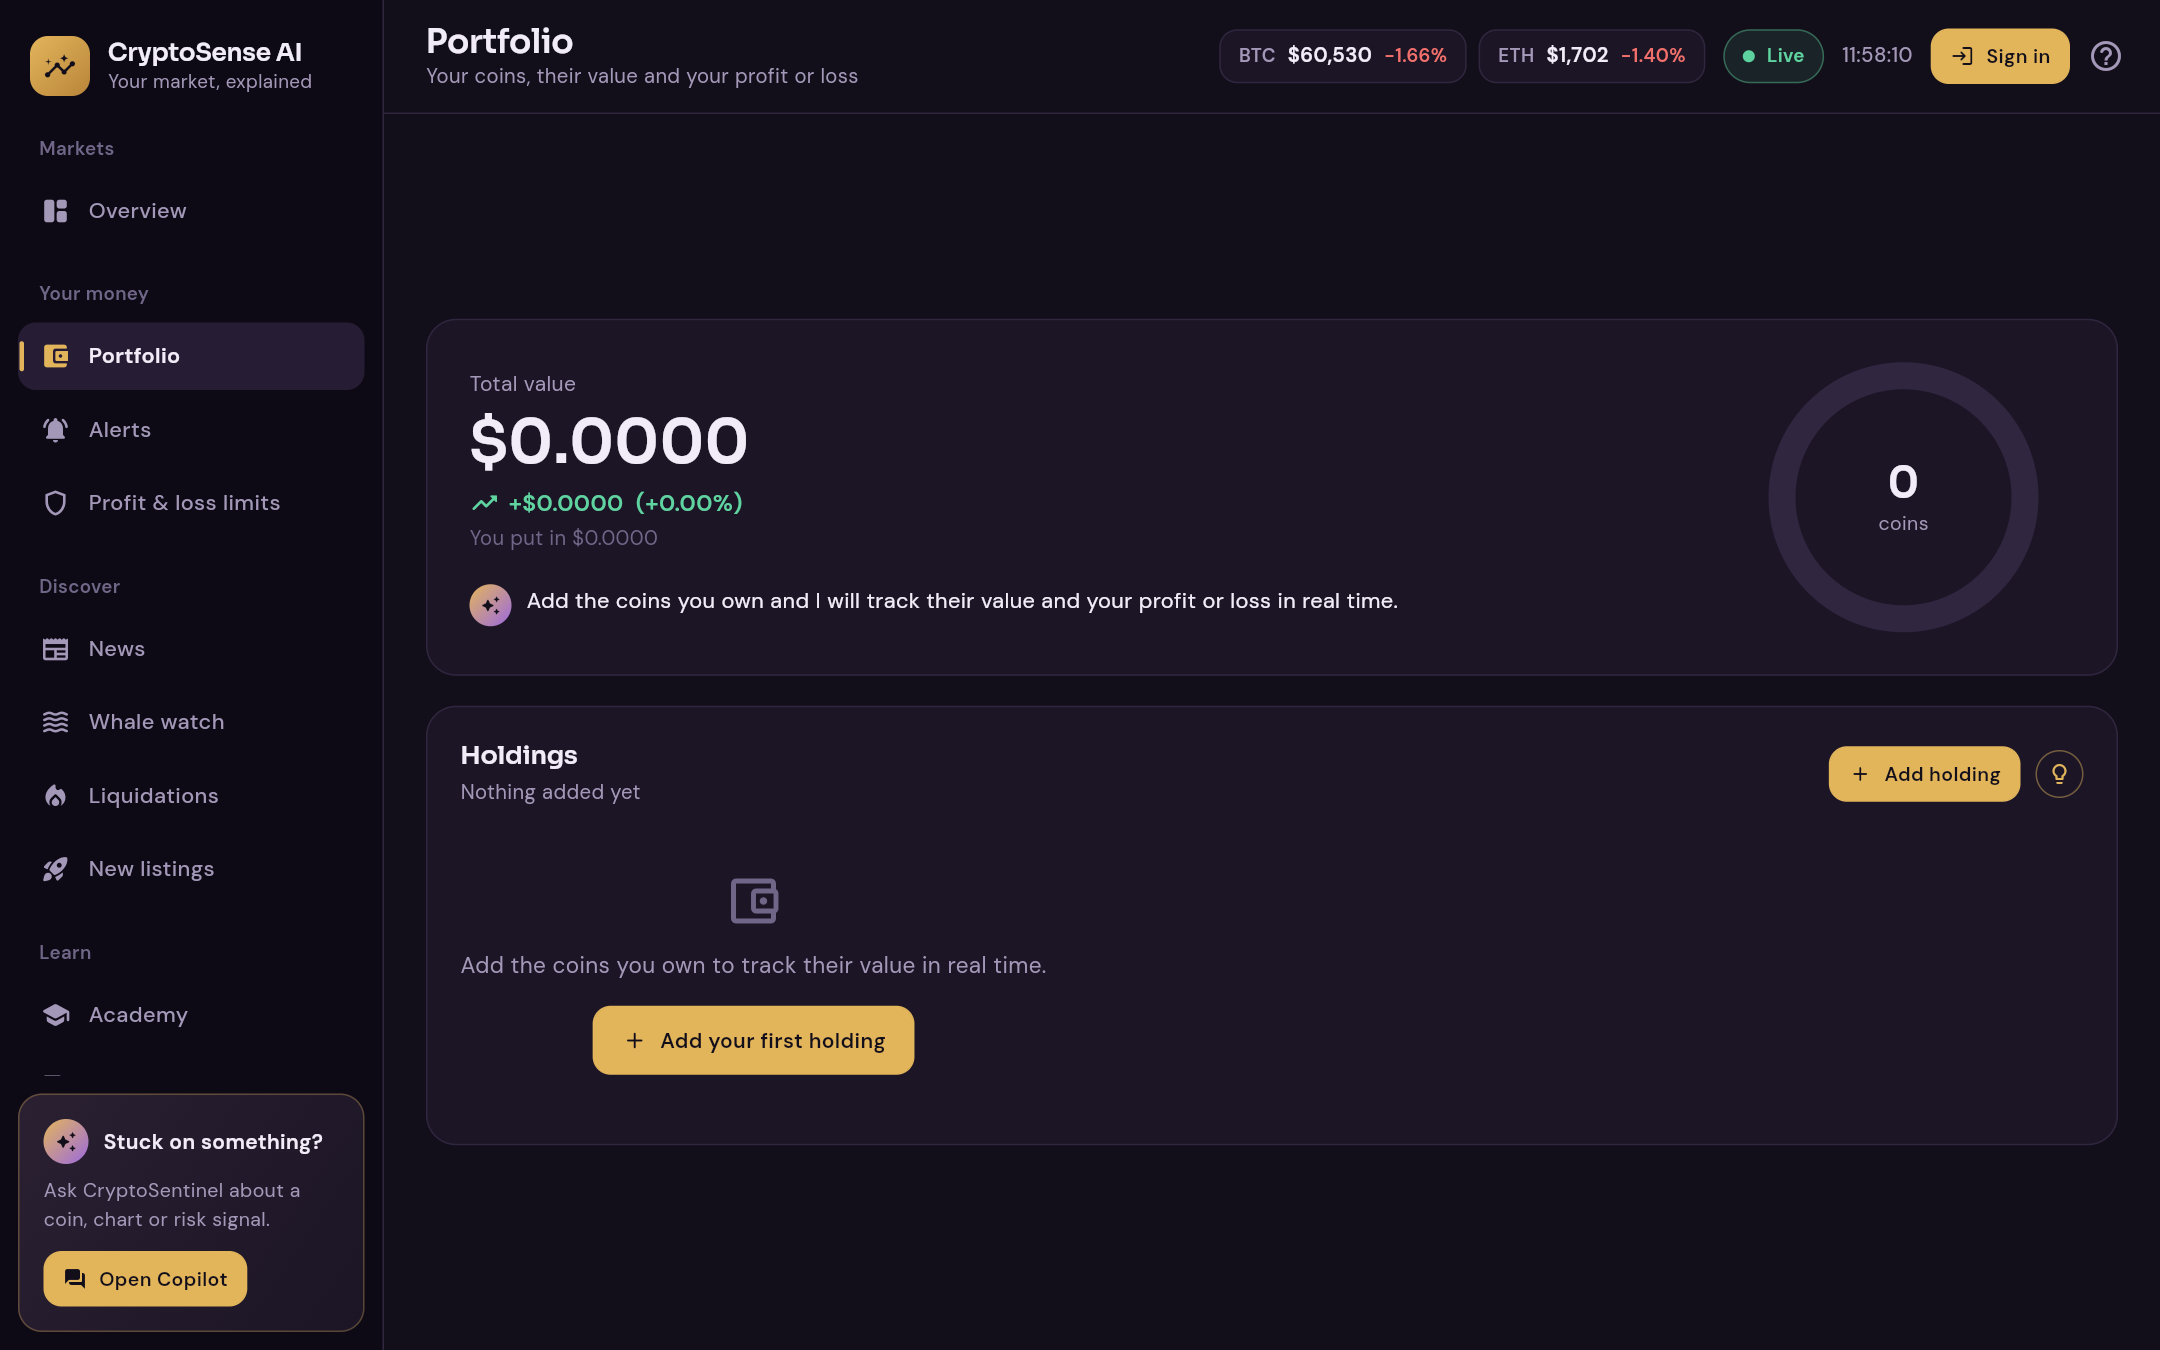 CryptoSense AI
Your market, explained
Markets
Overview
Your money
Portfolio
Alerts
Profit & loss limits
Discover
News
Whale watch
Liquidations
New listings
Learn
Academy
Stuck on something?
Ask CryptoSentinel about a
coin, chart or risk signal.
Open Copilot
Portfolio
Your coins, their value and your profit or loss
BTC $60,530 -1.66%
ETH $1,702 -1.40%
Live
11:58:10
Sign in
Total value
$0.0000
+$0.0000 (+0.00%)
You put in $0.0000
Add the coins you own and I will track their value and your profit or loss in real time.
0
coins
Holdings
Nothing added yet
Add holding
Add the coins you own to track their value in real time.
Add your first holding